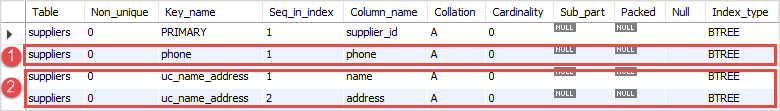 Table Non_unique Key_name Seq_in_index Column_name Collation Cardinality Sub_part Packed Null Index_type
suppliers 0 PRIMARY 1 supplier_id A 0 NULL NULL BTREE
1 suppliers 0 phone 1 phone A 0 NULL NULL BTREE
suppliers 0 uc_name_address 1 name A 0 NULL NULL BTREE
2 suppliers 0 uc_name_address 2 address A 0 NULL NULL BTREE